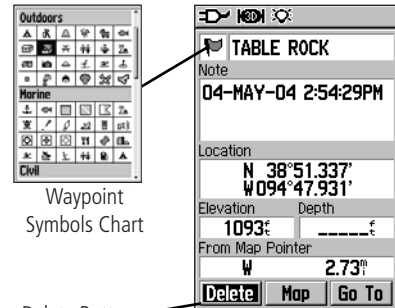 Outdoors
Marine
Civil
Waypoint
Symbols Chart
TABLE ROCK
Note
04-MAY-04 2:54:29PM
Location
N 38°51.337'
W094°47.931'
Elevation Depth
1093ft _____ft
From Map Pointer
W 2.73mi
Delete Map Go To